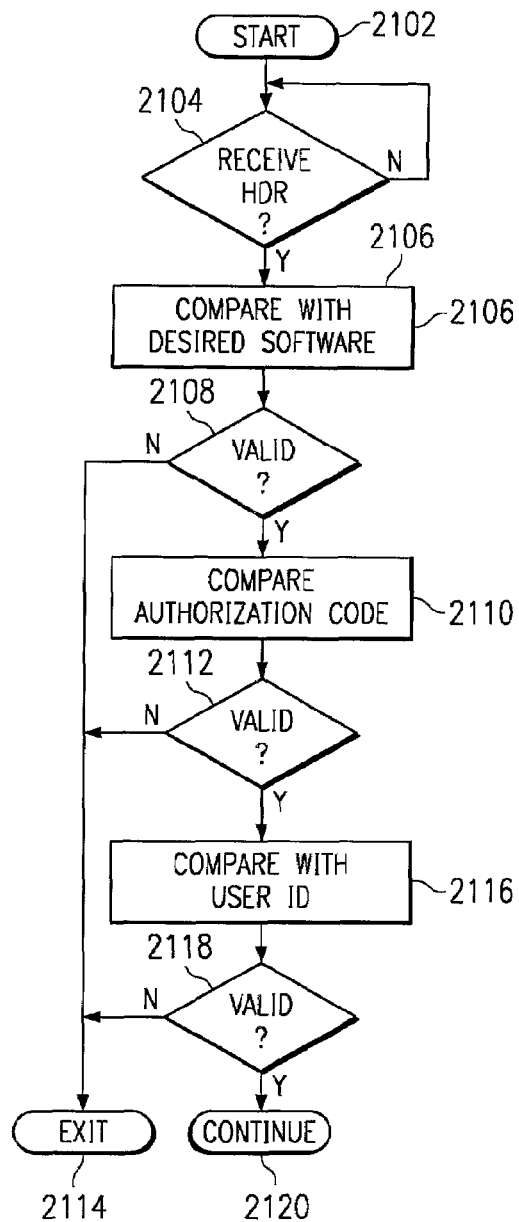 START
2102
2104
RECEIVE
HDR
?
N
Y
2106
COMPARE WITH
DESIRED SOFTWARE
2106
2108
N
VALID
?
Y
COMPARE
AUTHORIZATION CODE
2110
2112
N
VALID
?
Y
COMPARE WITH
USER ID
2116
2118
N
VALID
?
Y
EXIT
CONTINUE
2114
2120